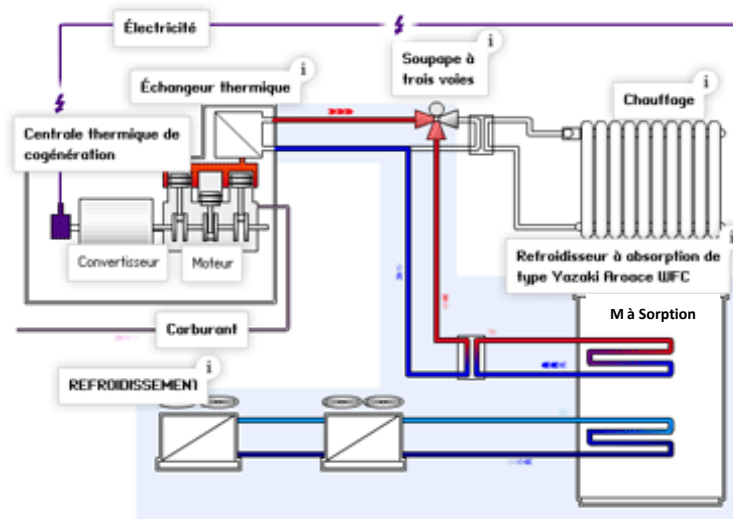 Électricité
i
Soupape à
trois voies
i
Échangeur thermique
i
Chauffage
Centrale thermique de
cogénération
i
Refroidisseur à absorption de
type Yazaki Aroace WFC
Convertisseur
Moteur
M à Sorption
Carburant
i
REFROIDISSEMENT